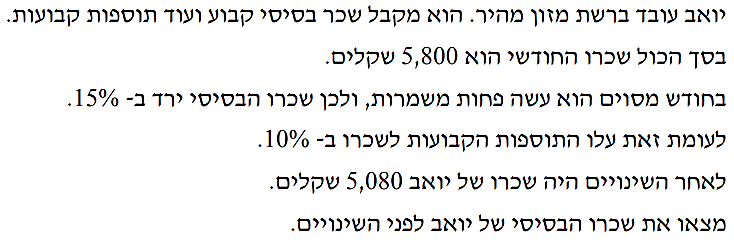 יואב עובד ברשת מזון מהיר. הוא מקבל שכר בסיסי קבוע ועוד תוספות קבועות.
בסך הכול שכרו החודשי הוא 5,800 שקלים.
בחודש מסוים הוא עשה פחות משמרות, ולכן שכרו הבסיסי ירד ב- 15%.
לעומת זאת עלו התוספות הקבועות לשכרו ב- 10%.
לאחר השינויים היה שכרו של יואב 5,080 שקלים.
מצאו את שכרו הבסיסי של יואב לפני השינויים.